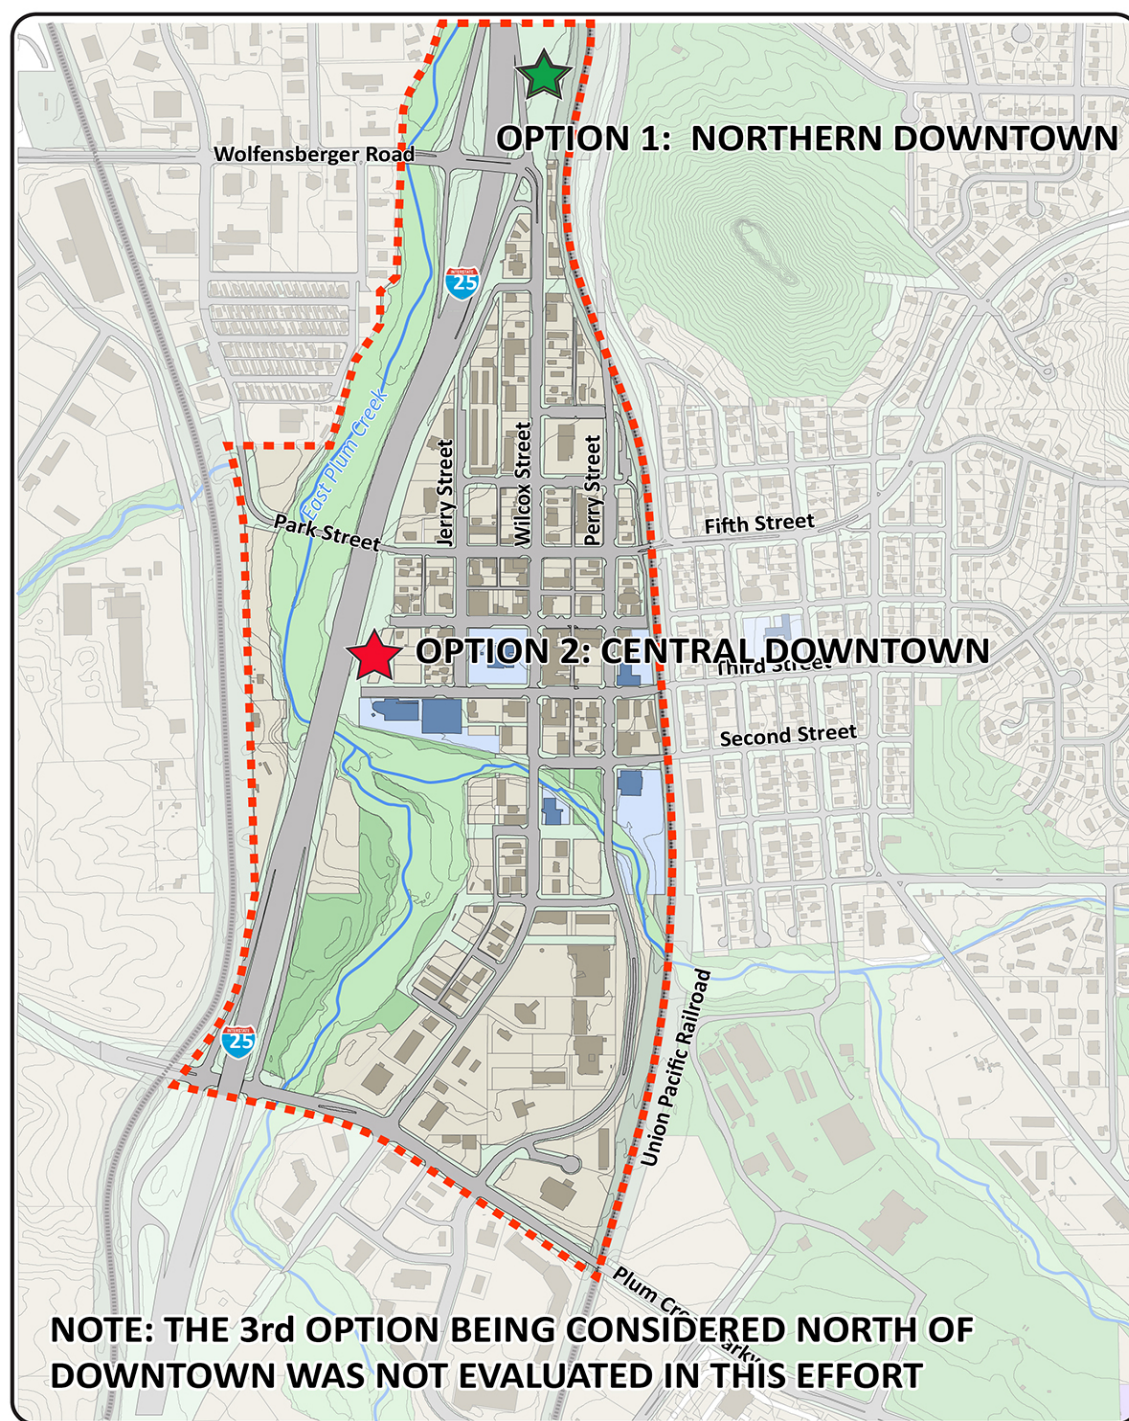 OPTION 1: NORTHERN DOWNTOWN
Wolfensberger Road
INTERSTATE
25
East Plum Creek
Jerry Street
Wilcox Street
Perry Street
Park Street
Fifth Street
OPTION 2: CENTRAL DOWNTOWN
Third Street
Second Street
Union Pacific Railroad
INTERSTATE
25
Plum
NOTE: THE 3rd OPTION BEING CONSIDERED NORTH OF
DOWNTOWN WAS NOT EVALUATED IN THIS EFFORT